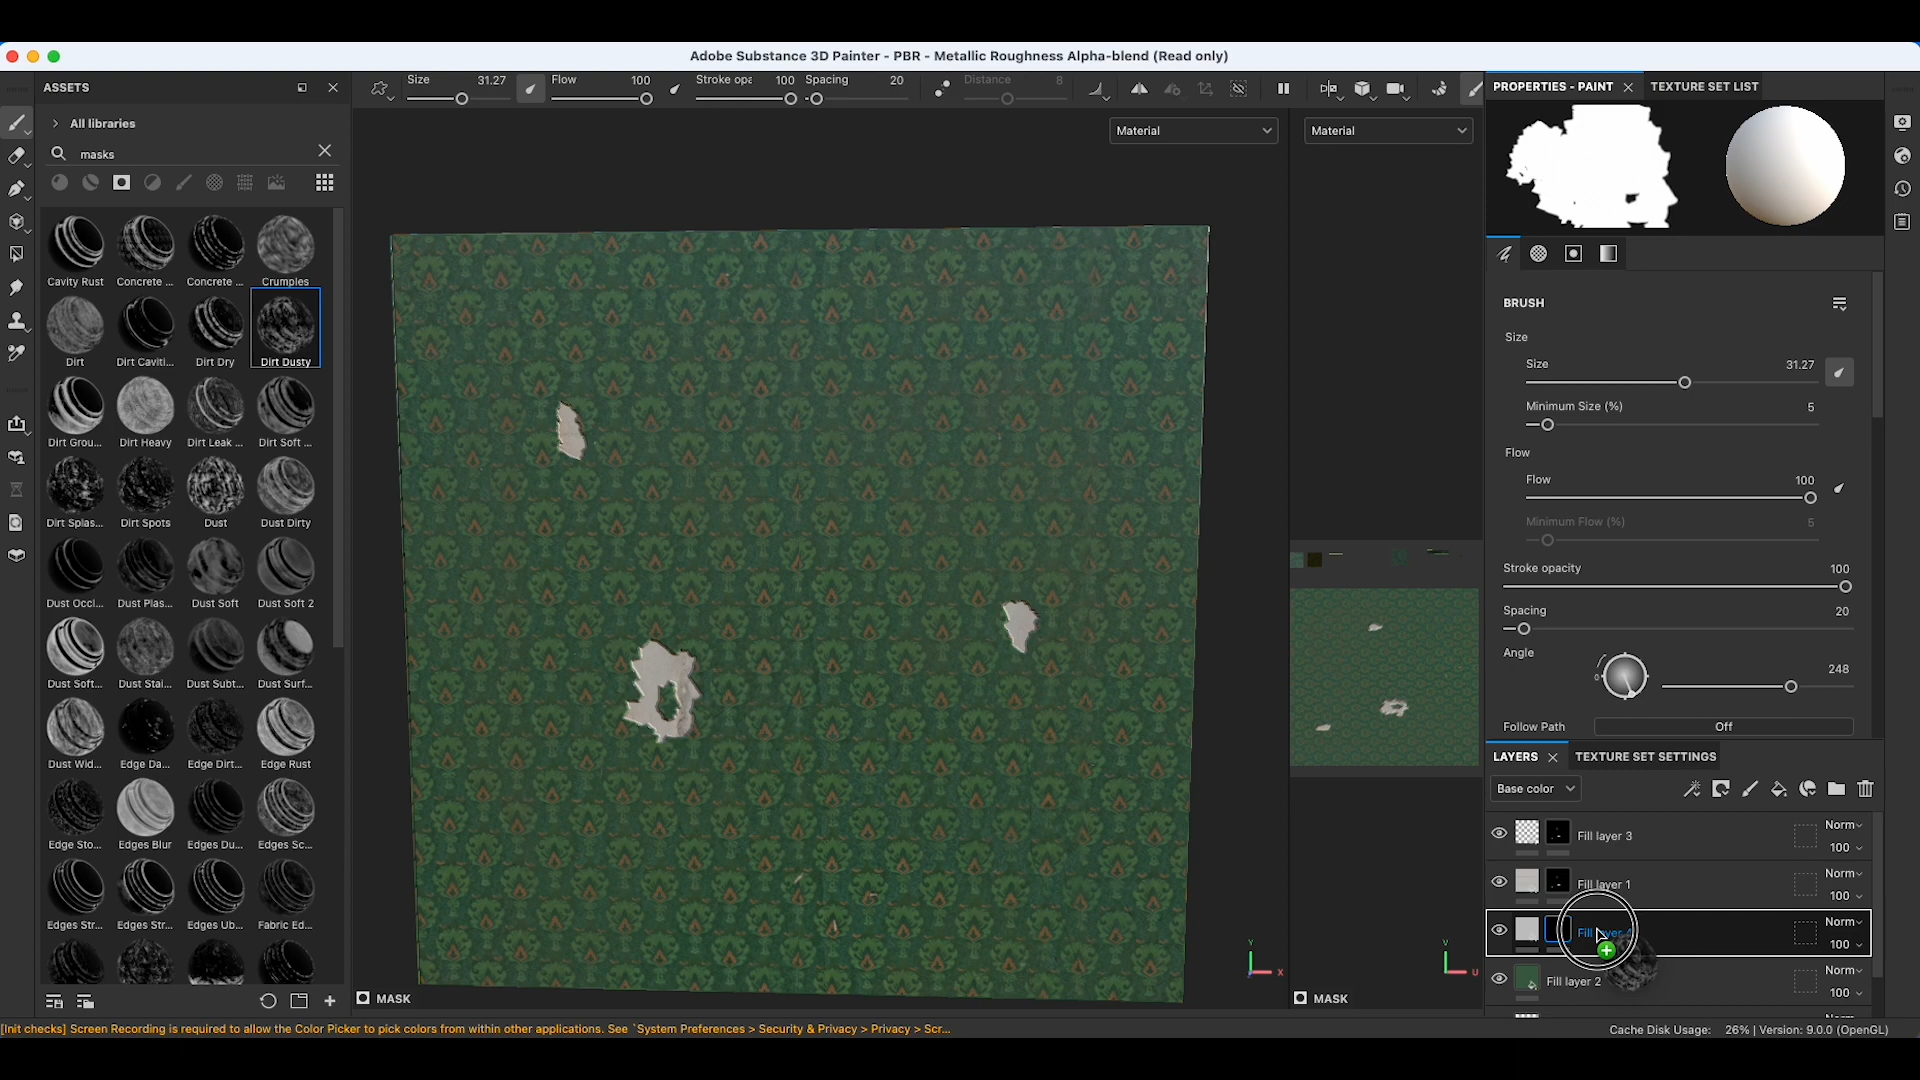 Adobe Substance 3D Painter - PBR - Metallic Roughness Alpha-blend (Read only)
ASSETS
Size 31.27
Flow 100
Stroke opa 100
Spacing 20
Distance 8
PROPERTIES - PAINT
TEXTURE SET LIST
All libraries
masks
Material
Material
Cavity Rust
Concrete ...
Concrete ...
Crumples
Dirt
Dirt Caviti...
Dirt Dry
Dirt Dusty
Dirt Grou...
Dirt Heavy
Dirt Leak ...
Dirt Soft ...
Dirt Splas...
Dirt Spots
Dust
Dust Dirty
Dust Occl...
Dust Plas...
Dust Soft
Dust Soft 2
Dust Soft...
Dust Stai...
Dust Subt...
Dust Surf...
Dust Wid...
Edge Da...
Edge Dirt...
Edge Rust
Edge Sto...
Edges Blur
Edges Du...
Edges Sc...
Edges Str...
Edges Str...
Edges Ub...
Fabric Ed...
Y
X
V
U
MASK
MASK
BRUSH
Size
Size 31.27
Minimum Size (%) 5
Flow
Flow 100
Minimum Flow (%) 5
Stroke opacity 100
Spacing 20
Angle
0
248
Follow Path Off
LAYERS
TEXTURE SET SETTINGS
Base color
Fill layer 3
Norm
100
Fill layer 1
Norm
100
Norm
100
Fill layer 2
Norm
100
[Init checks] Screen Recording is required to allow the Color Picker to pick colors from within other applications. See `System Preferences > Security & Privacy > Privacy > Scr...
Cache Disk Usage: 26% | Version: 9.0.0 (OpenGL)